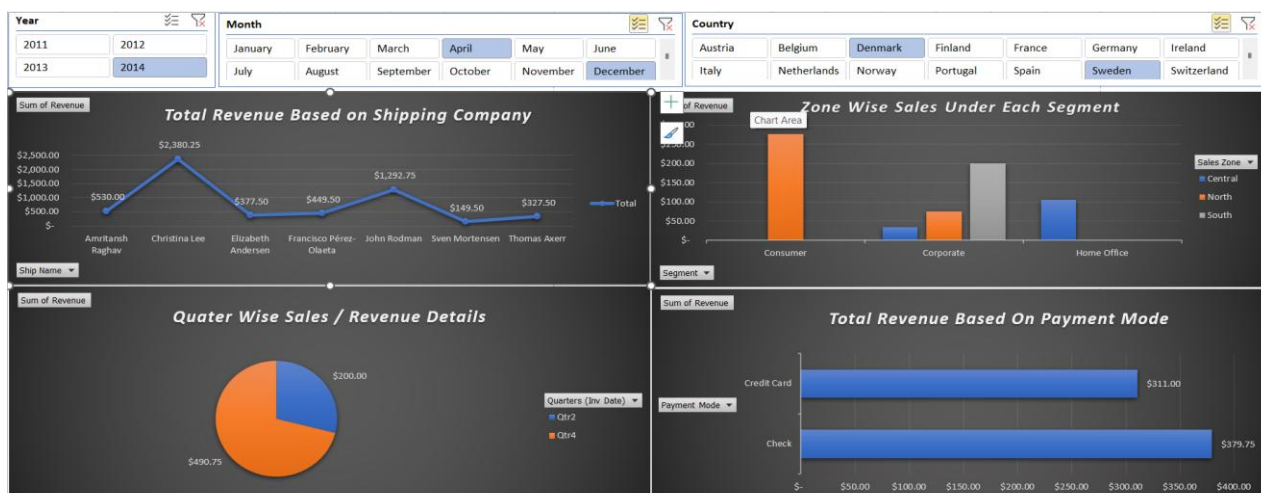 Year
2011 2012
2013 2014
Month
January February March April May June
July August September October November December
Country
Austria Belgium Denmark Finland France Germany Ireland
Italy Netherlands Norway Portugal Spain Sweden Switzerland
Sum of Revenue
Total Revenue Based on Shipping Company
$2,500.00
$2,000.00
$1,500.00
$1,000.00
$500.00
$-
$530.00
$2,380.25
$377.50
$449.50
$1,292.75
$149.50
$327.50
Total
Amritansh Raghav
Christina Lee
Elizabeth Andersen
Francisco Pérez-Olaeta
John Rodman
Sven Mortensen
Thomas Axerr
Ship Name
of Revenue
Zone Wise Sales Under Each Segment
Chart Area
$200.00
$150.00
$100.00
$50.00
$-
Consumer
Corporate
Home Office
Sales Zone
Central
North
South
Segment
Sum of Revenue
Quater Wise Sales / Revenue Details
$200.00
$490.75
Quarters (Inv Date)
Qtr2
Qtr4
Sum of Revenue
Total Revenue Based On Payment Mode
Credit Card
$311.00
Payment Mode
Check
$379.75
$- $50.00 $100.00 $150.00 $200.00 $250.00 $300.00 $350.00 $400.00